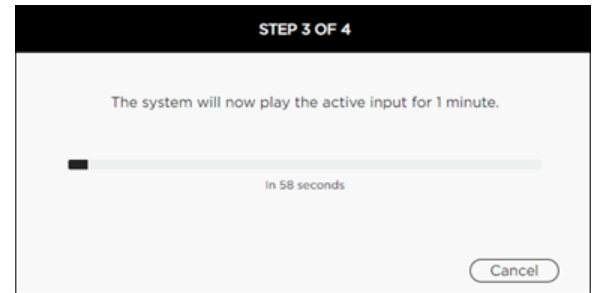 STEP 3 OF 4
The system will now play the active input for 1 minute.
In 58 seconds
Cancel